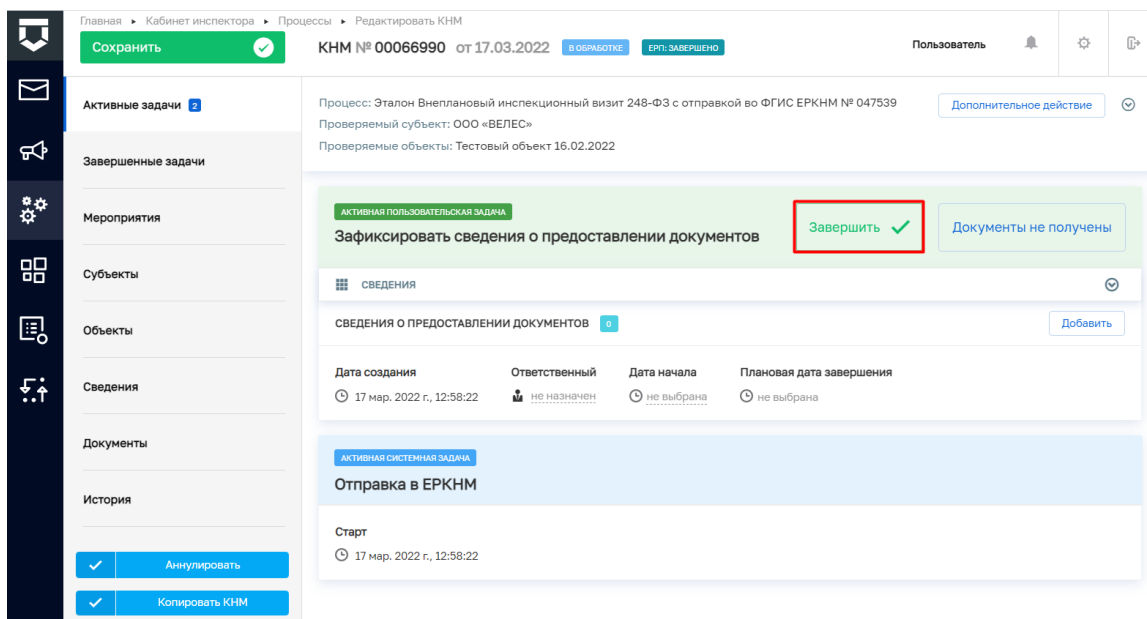 Главная ▸ Кабинет инспектора ▸ Процессы ▸ Редактировать КНМ
Сохранить
КНМ № 00066990 от 17.03.2022 В ОБРАБОТКЕ ЕРП: ЗАВЕРШЕНО
Пользователь
Активные задачи 2
Завершенные задачи
Мероприятия
Субъекты
Объекты
Сведения
Документы
История
Аннулировать
Копировать КНМ
Процесс: Эталон Внеплановый инспекционный визит 248-ФЗ с отправкой во ФГИС ЕРКНМ № 047539
Дополнительное действие
Проверяемый субъект: ООО «ВЕЛЕС»
Проверяемые объекты: Тестовый объект 16.02.2022
АКТИВНАЯ ПОЛЬЗОВАТЕЛЬСКАЯ ЗАДАЧА
Зафиксировать сведения о предоставлении документов
Завершить
Документы не получены
СВЕДЕНИЯ
СВЕДЕНИЯ О ПРЕДОСТАВЛЕНИИ ДОКУМЕНТОВ 0
Добавить
Дата создания Ответственный Дата начала Плановая дата завершения
17 мар. 2022 г., 12:58:22 не назначен не выбрана не выбрана
АКТИВНАЯ СИСТЕМНАЯ ЗАДАЧА
Отправка в ЕРКНМ
Старт
17 мар. 2022 г., 12:58:22